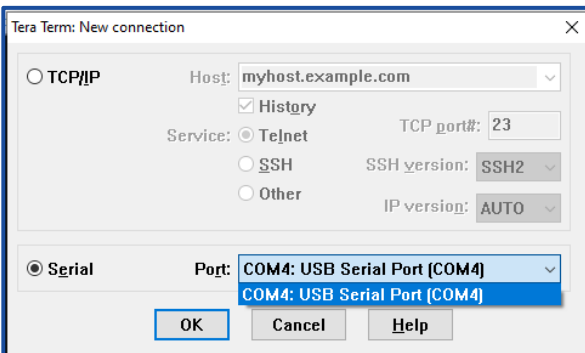 Tera Term: New connection
TCP/IP
Host: myhost.example.com
History
Service: Telnet TCP port#: 23
SSH SSH version: SSH2
Other IP version: AUTO
Serial Port: COM4: USB Serial Port (COM4)
COM4: USB Serial Port (COM4)
OK Cancel Help